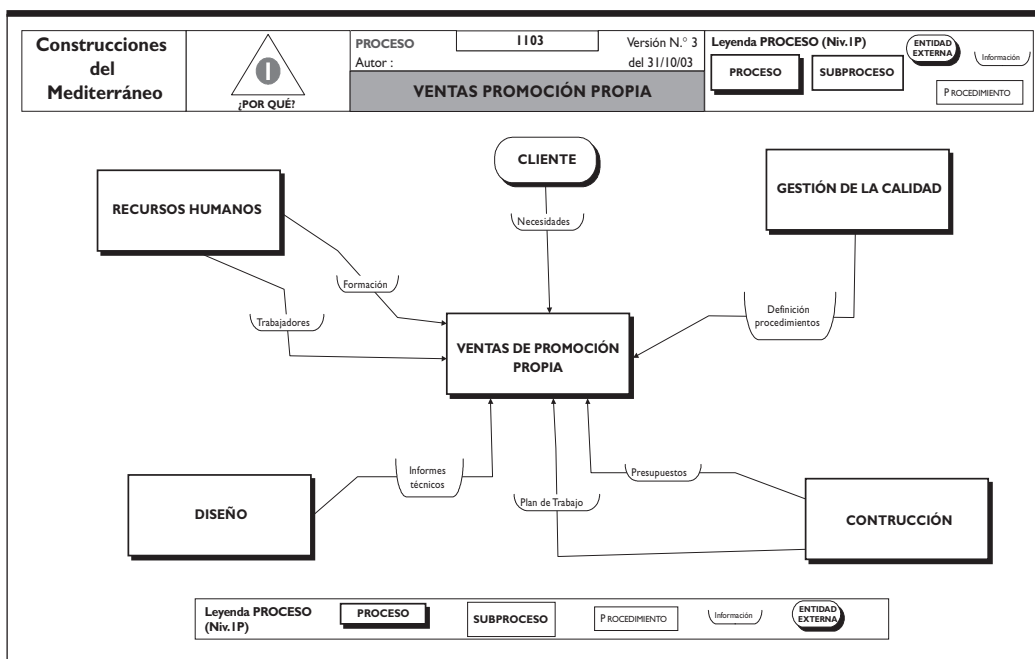 Construcciones
del
Mediterráneo
I
¿POR QUÉ?
PROCESO
1103
Versión N.° 3
Autor :
del 31/10/03
VENTAS PROMOCIÓN PROPIA
Leyenda PROCESO (Niv.1P)
PROCESO
SUBPROCESO
ENTIDAD
EXTERNA
Información
PROCEDIMIENTO
CLIENTE
RECURSOS HUMANOS
GESTIÓN DE LA CALIDAD
Necesidades
Formación
Trabajadores
Definición
procedimientos
VENTAS DE PROMOCIÓN
PROPIA
Informes
técnicos
Presupuestos
Plan de Trabajo
DISEÑO
CONTRUCCIÓN
Leyenda PROCESO
(Niv.1P)
PROCESO
SUBPROCESO
PROCEDIMIENTO
Información
ENTIDAD
EXTERNA